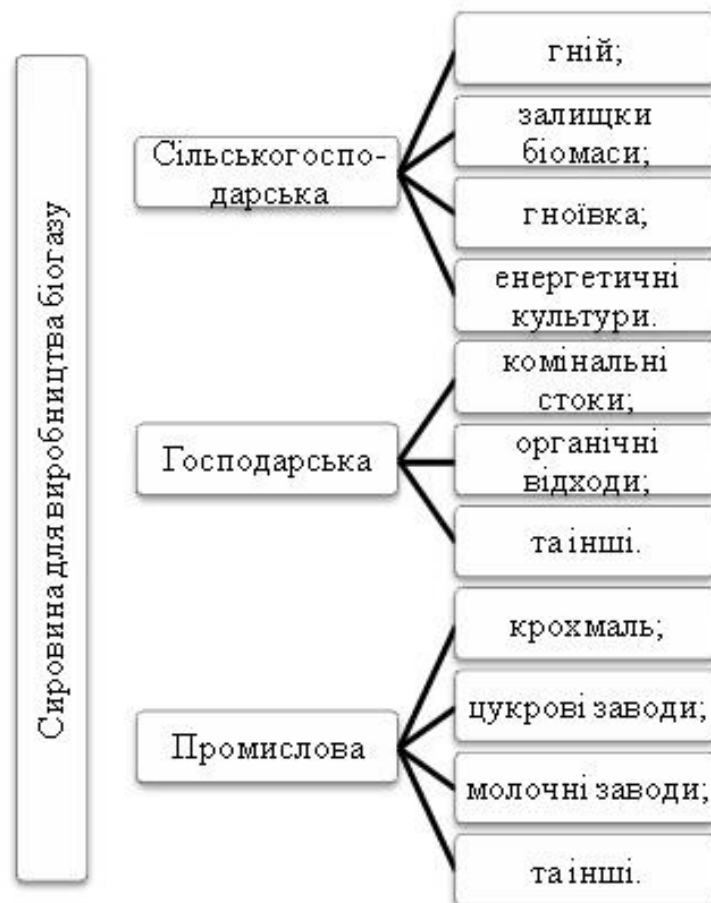 Сировина для виробництва біогазу
Сільськогоспо-
дарська
гній;
залищки
біомаси;
гноївка;
енергетичні
культури.
Господарська
комінальні
стоки;
органічні
відходи;
та інші.
Промислова
крохмаль;
цукрові заводи;
молочні заводи;
та інші.